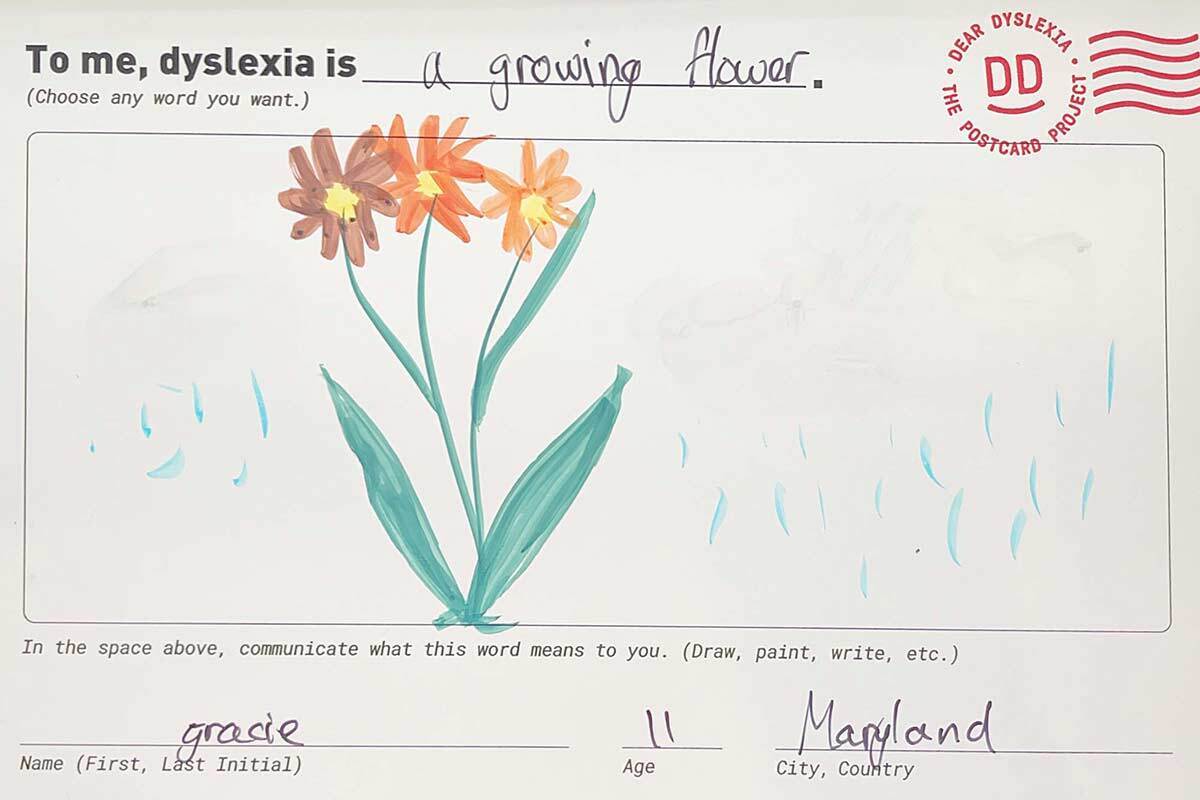 To me, dyslexia is a growing flower.
(Choose any word you want.)
• DEAR DYSLEXIA • THE POSTCARD PROJECT
DD
In the space above, communicate what this word means to you. (Draw, paint, write, etc.)
gracie 11 Maryland
Name (First, Last Initial) Age City, Country